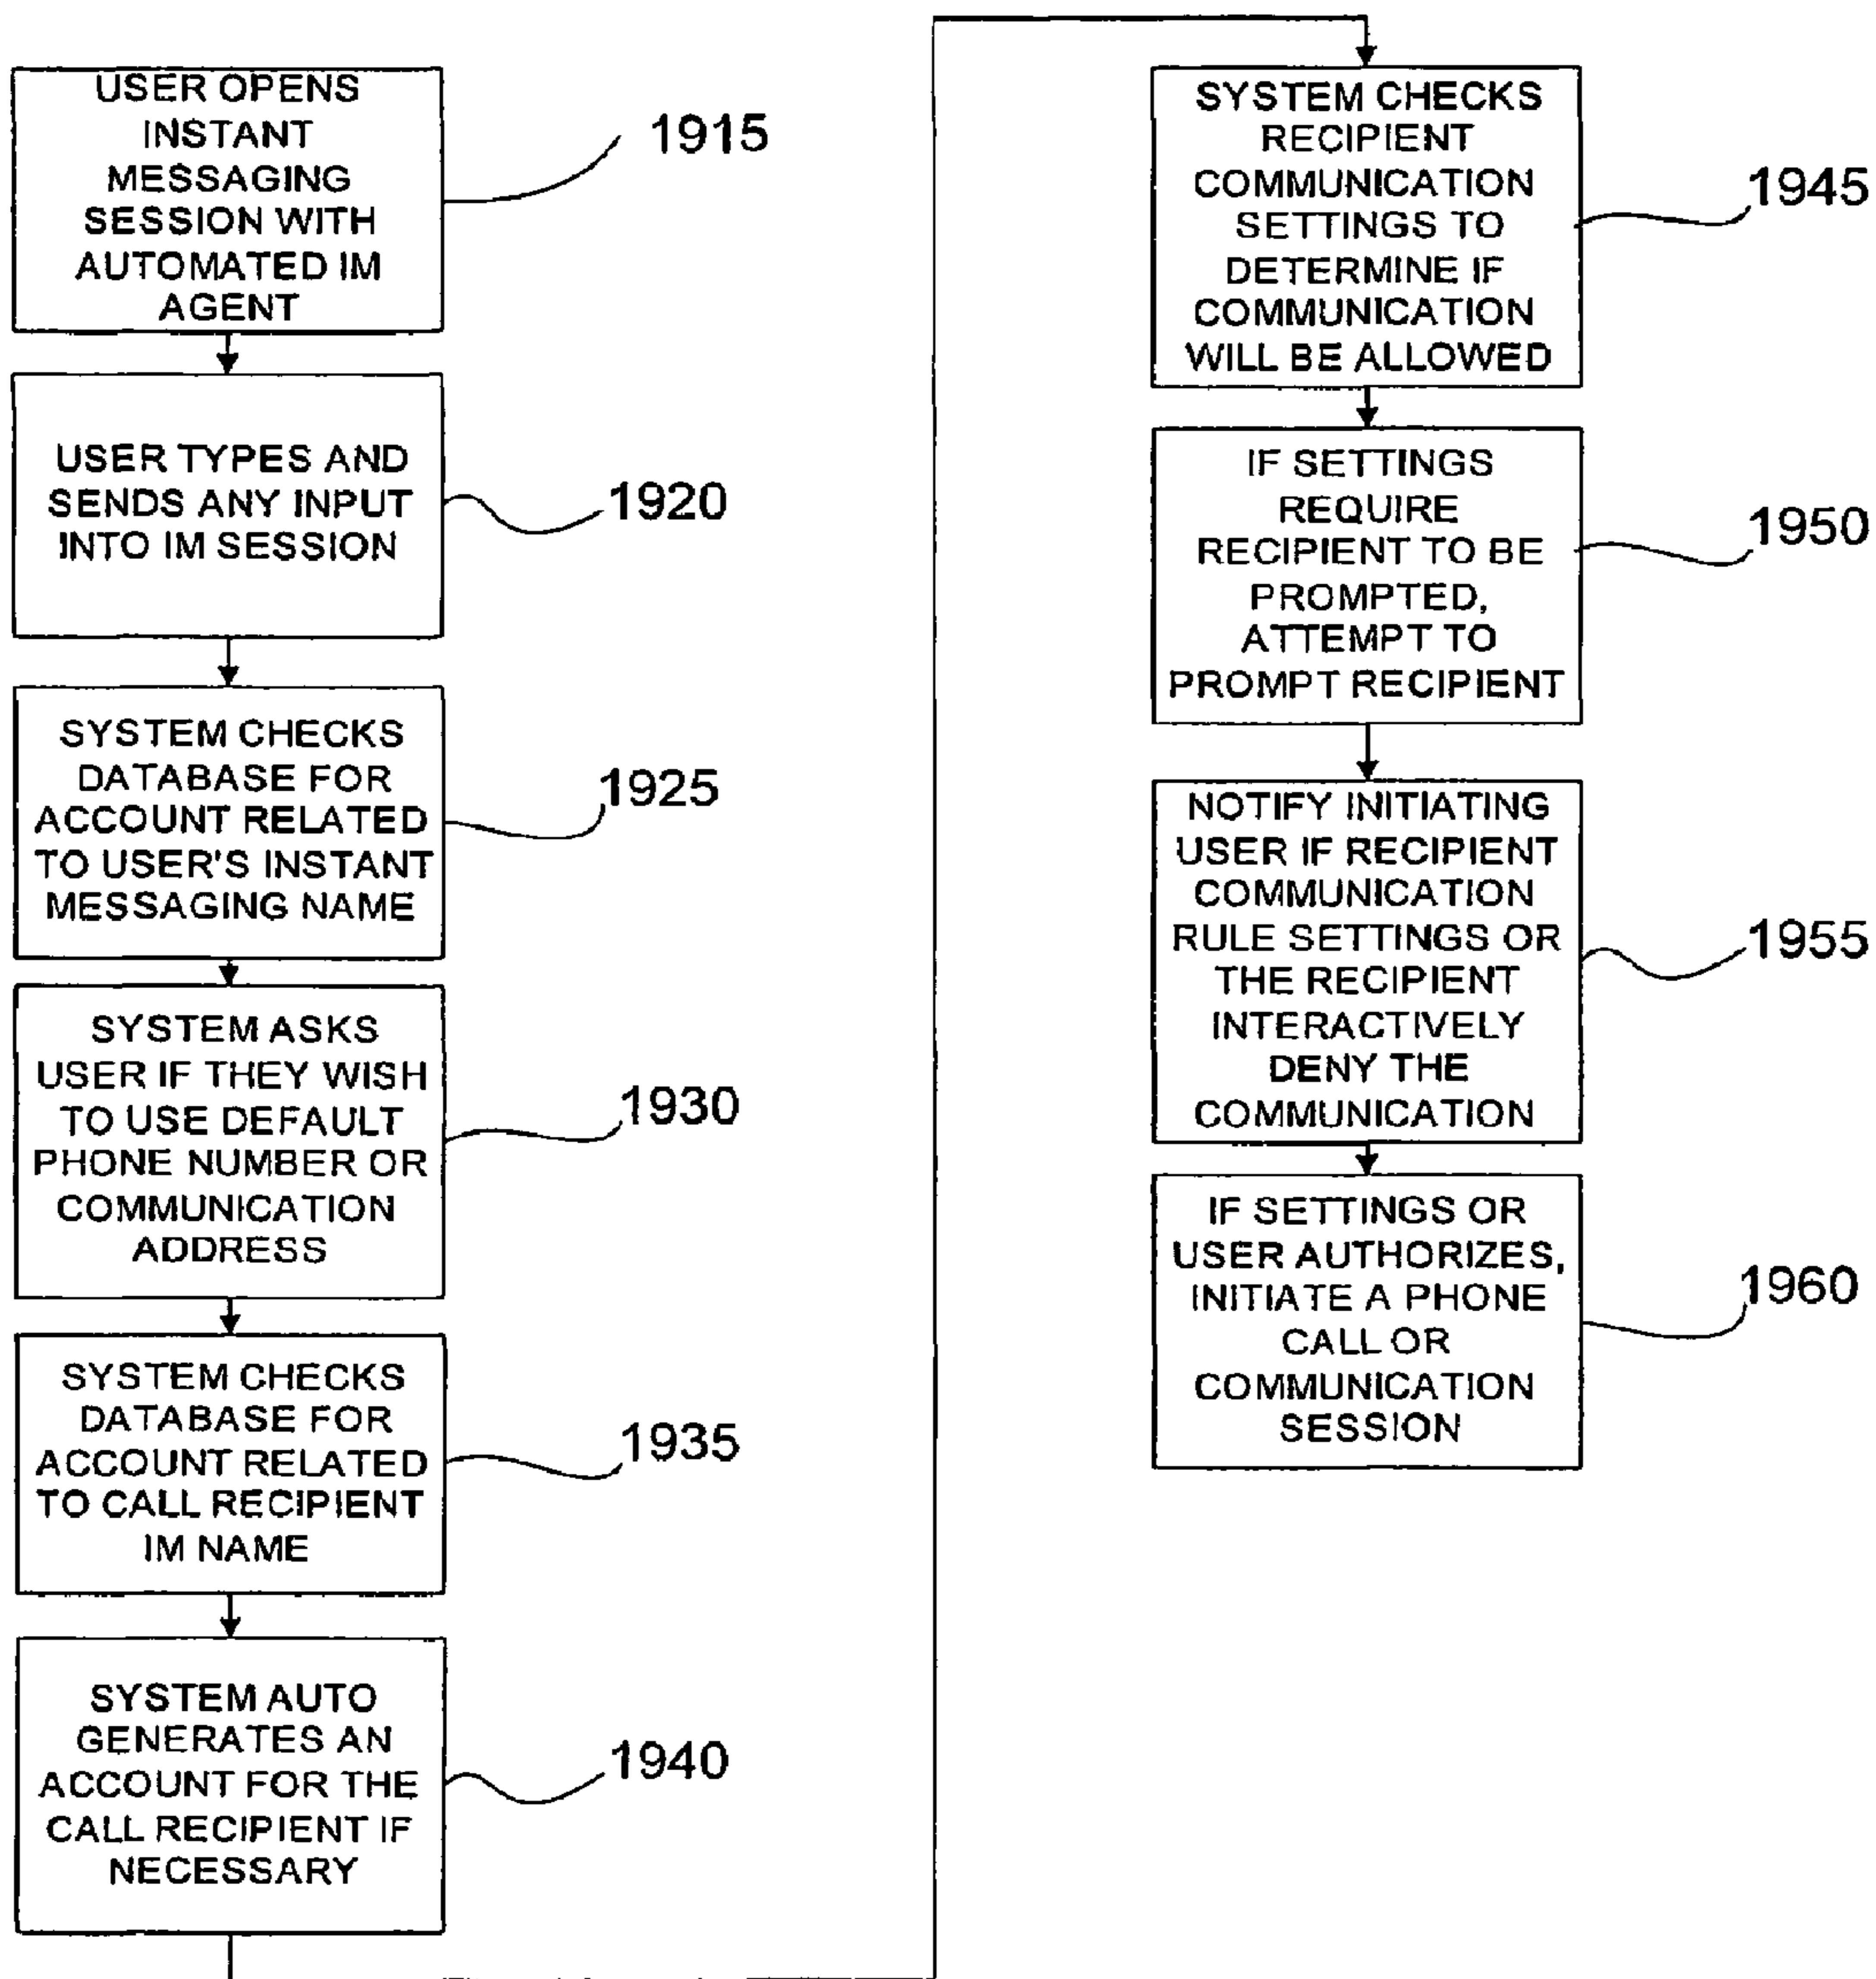 USER OPENS
INSTANT
MESSAGING
SESSION WITH
AUTOMATED IM
AGENT
1915
USER TYPES AND
SENDS ANY INPUT
INTO IM SESSION
1920
SYSTEM CHECKS
DATABASE FOR
ACCOUNT RELATED
TO USER'S INSTANT
MESSAGING NAME
1925
SYSTEM ASKS
USER IF THEY WISH
TO USE DEFAULT
PHONE NUMBER OR
COMMUNICATION
ADDRESS
1930
SYSTEM CHECKS
DATABASE FOR
ACCOUNT RELATED
TO CALL RECIPIENT
IM NAME
1935
SYSTEM AUTO
GENERATES AN
ACCOUNT FOR THE
CALL RECIPIENT IF
NECESSARY
1940
SYSTEM CHECKS
RECIPIENT
COMMUNICATION
SETTINGS TO
DETERMINE IF
COMMUNICATION
WILL BE ALLOWED
1945
IF SETTINGS
REQUIRE
RECIPIENT TO BE
PROMPTED,
ATTEMPT TO
PROMPT RECIPIENT
1950
NOTIFY INITIATING
USER IF RECIPIENT
COMMUNICATION
RULE SETTINGS OR
THE RECIPIENT
INTERACTIVELY
DENY THE
COMMUNICATION
1955
IF SETTINGS OR
USER AUTHORIZES,
INITIATE A PHONE
CALL OR
COMMUNICATION
SESSION
1960